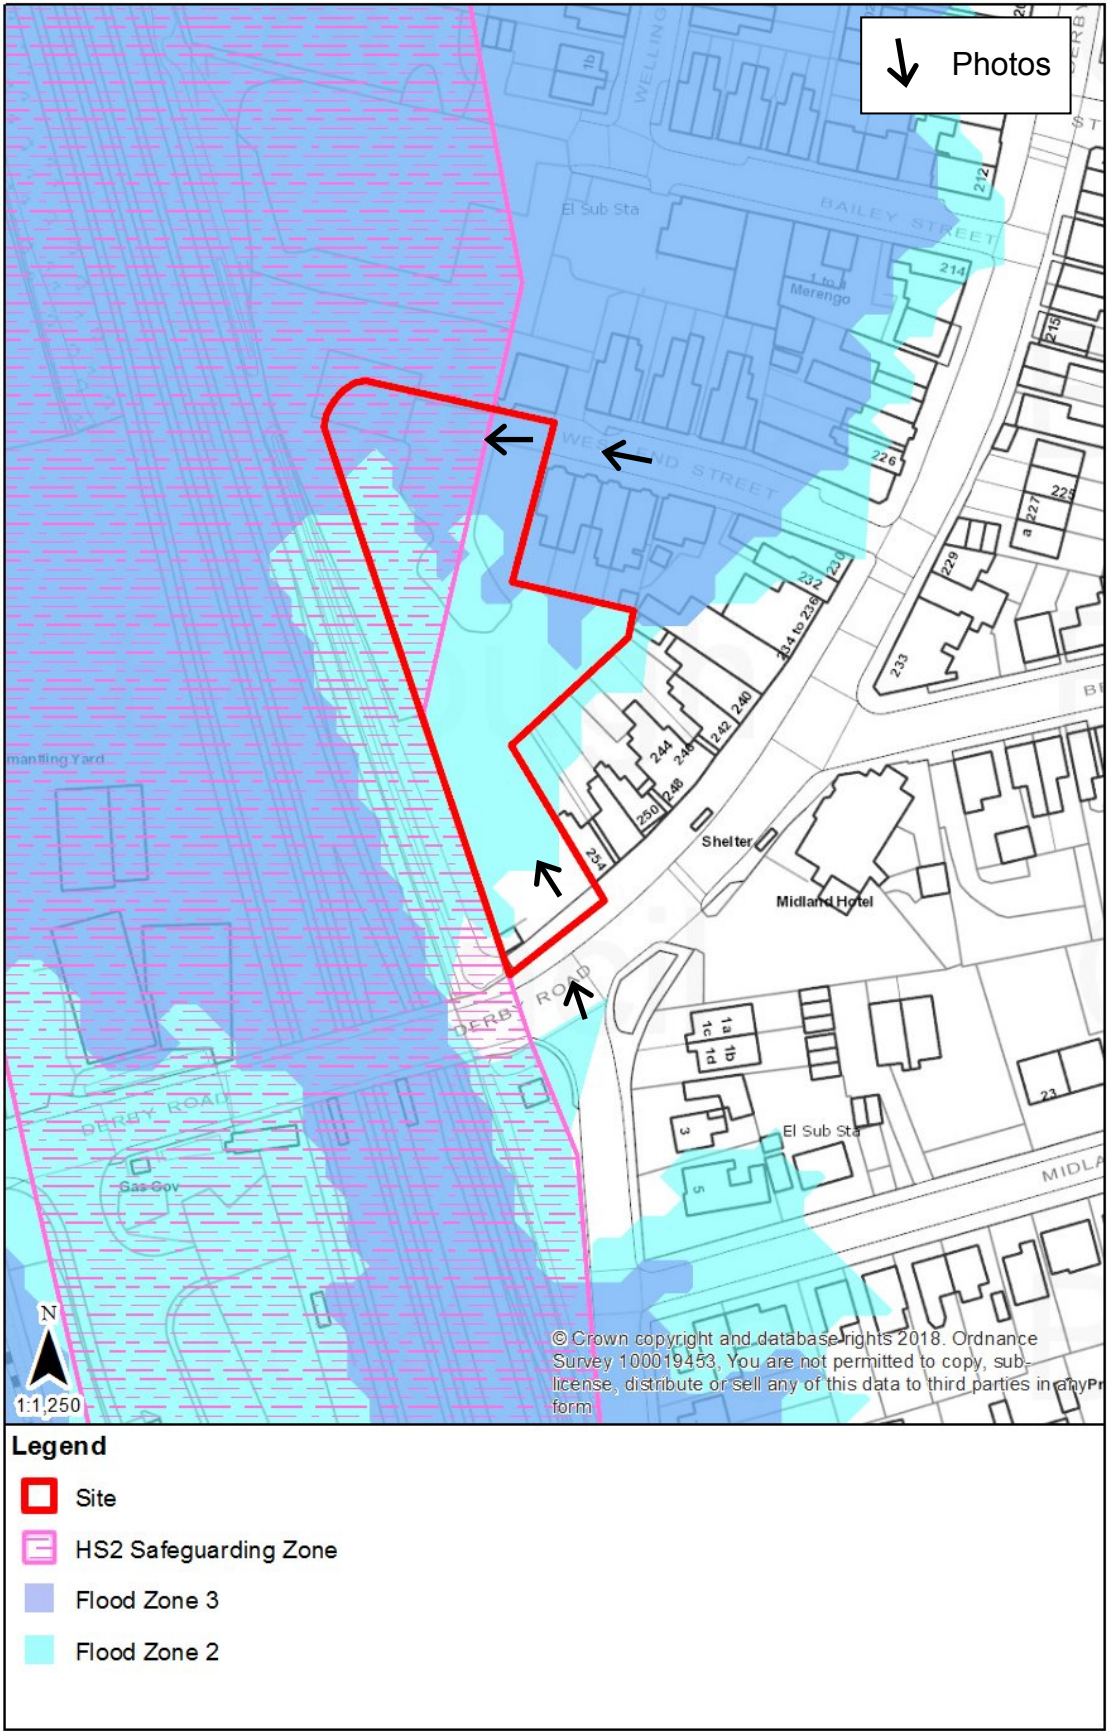 Photos
1b
WELLING
DERBY
ST
212
El Sub Sta
BAILEY STREET
214
1 to 4
Merengo
215
WEST END STREET
226
225
227
a
229
230
232
234 to 236
233
240
242
244
246
248
250
254
mantling Yard
Shelter
Midland Hotel
DERBY ROAD
1a
1c
1b
1d
3
El Sub Sta
5
23
DERBY ROAD
Gas Gov
MIDLA
N
1:1,250
© Crown copyright and database rights 2018. Ordnance
Survey 100019453, You are not permitted to copy, sub-
license, distribute or sell any of this data to third parties in any
form
Legend
Site
HS2 Safeguarding Zone
Flood Zone 3
Flood Zone 2